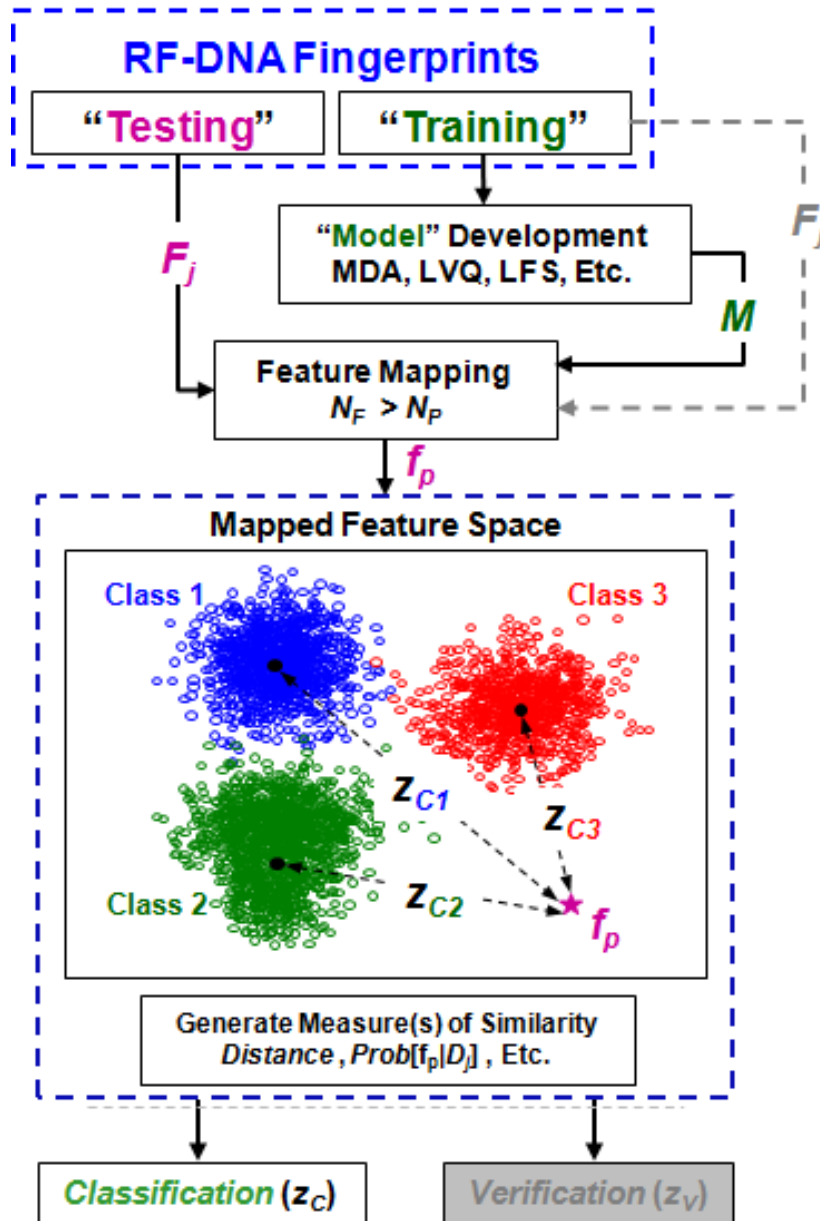 RF-DNA Fingerprints
“Testing”
“Training”
“Model” Development
MDA, LVQ, LFS, Etc.
F_j
F_j
M
Feature Mapping
N_F > N_P
f_p
Mapped Feature Space
Class 1
Class 3
z_C1
z_C3
Class 2
z_C2
f_p
Generate Measure(s) of Similarity
Distance , Prob[f_p|D_j] , Etc.
Classification (z_C)
Verification (z_V)